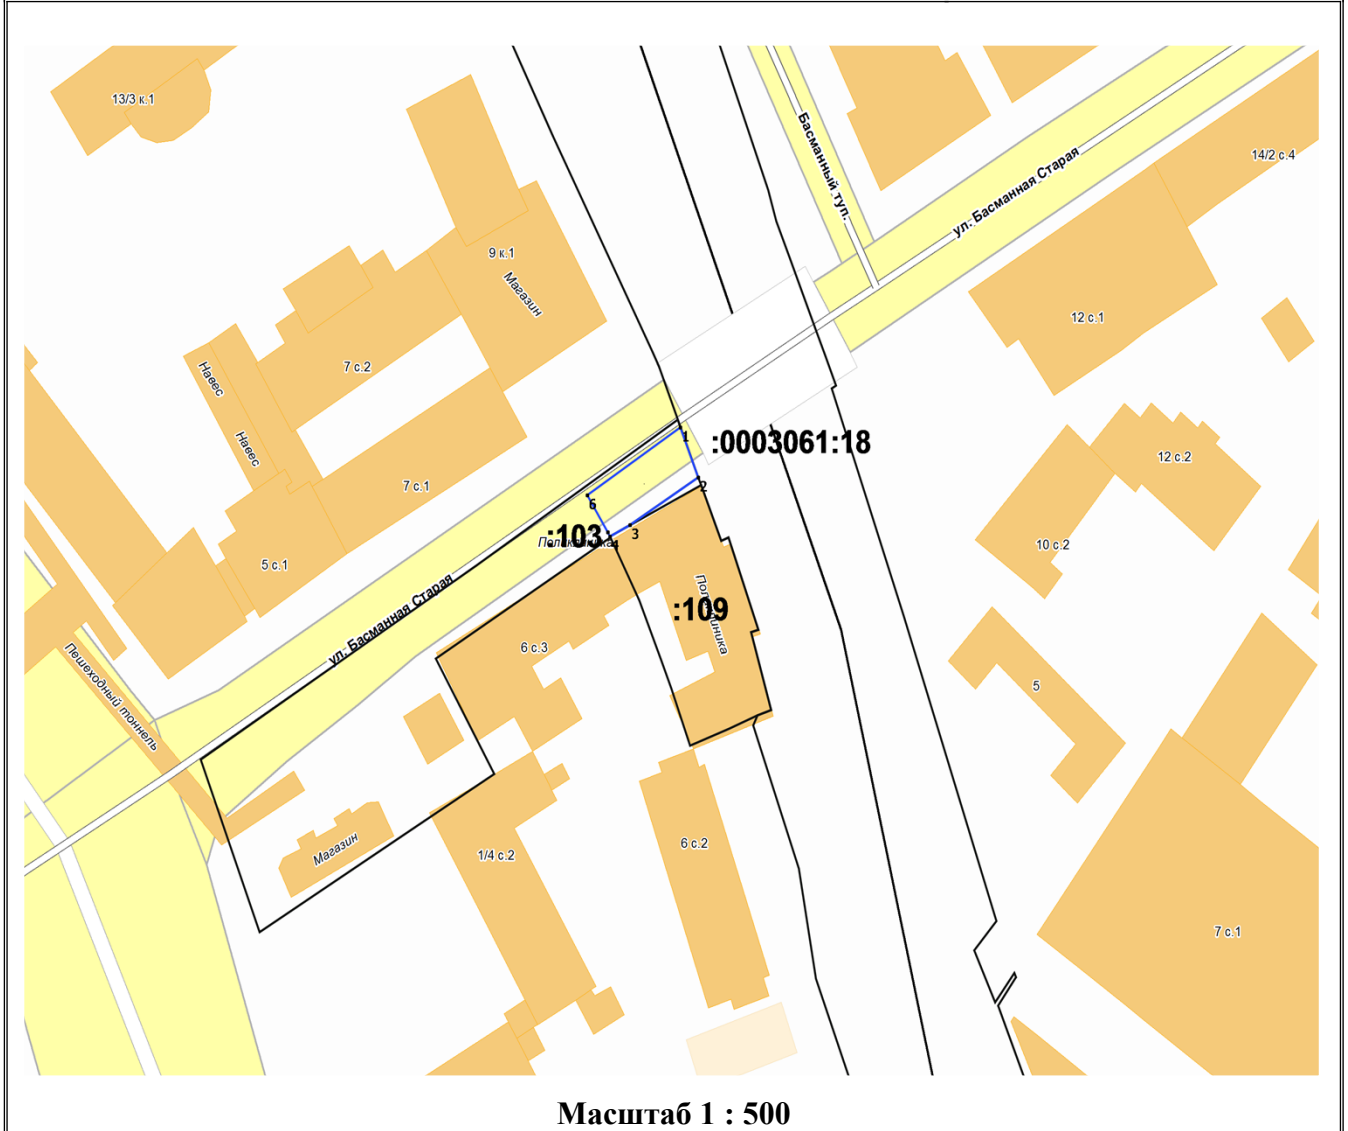 13/3 к.1
Басманный туп.
ул. Басманная Старая
14/2 с.4
9 к.1
Магазин
12 с.1
7 с.2
Навес
Навес
1
:0003061:18
12 с.2
7 с.1
2
6
3
:103:
Поликлиника
4
10 с.2
5 с.1
ул. Басманная Старая
Поликлиника
:109
6 с.3
Пешеходный тоннель
5
Магазин
1/4 с.2
6 с.2
7 с.1
Масштаб 1 : 500